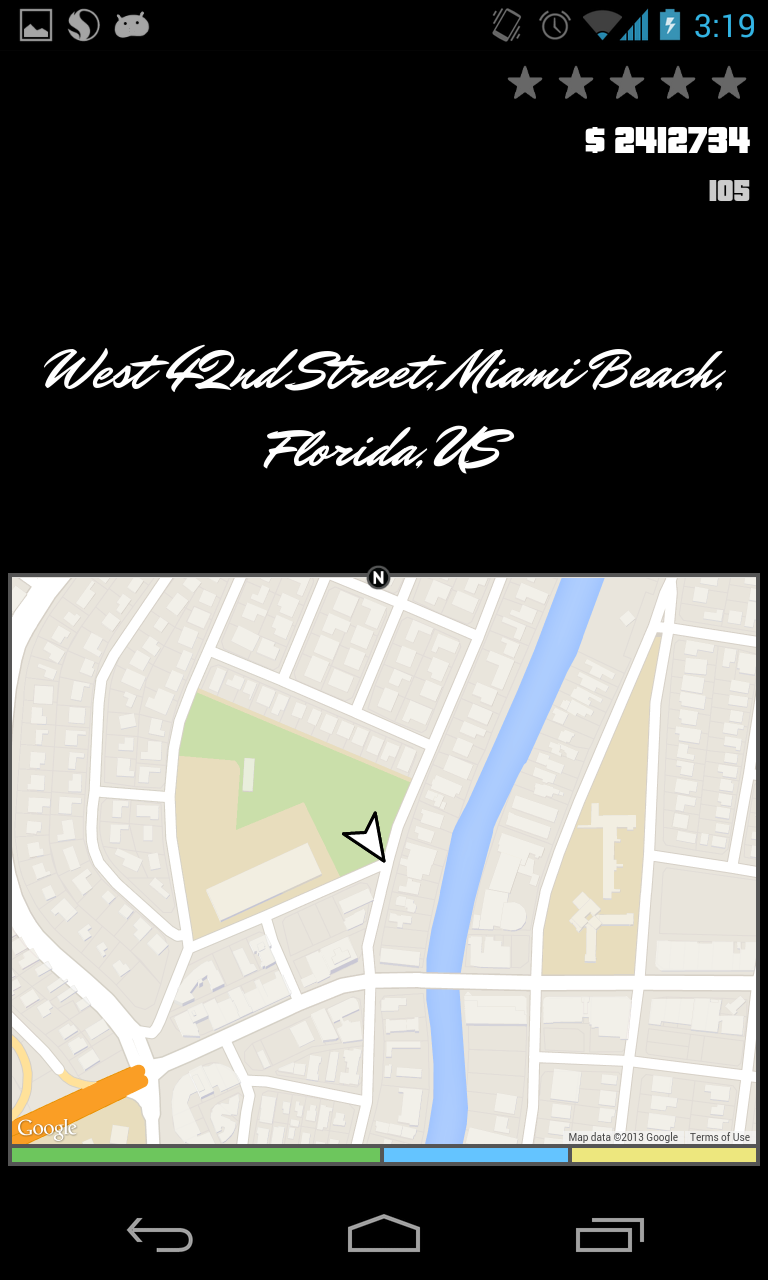 3:19
$ 2412734
105
West 42nd Street, Miami Beach,
Florida, US
N
Google
Map data ©2013 Google
Terms of Use